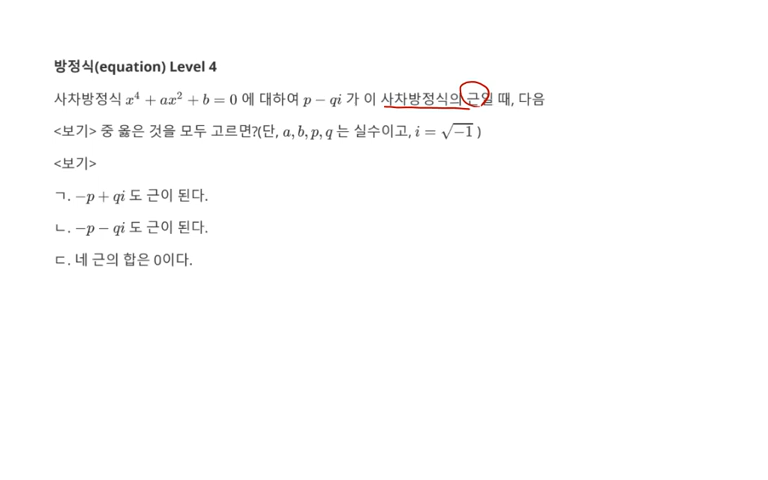 방정식(equation) Level 4
사차방정식 x⁴ + ax² + b = 0 에 대하여 p − qi 가 이 사차방정식의 근일 때, 다음
<보기> 중 옳은 것을 모두 고르면?(단, a, b, p, q 는 실수이고, i = √−1 )
<보기>
ㄱ. −p + qi 도 근이 된다.
ㄴ. −p − qi 도 근이 된다.
ㄷ. 네 근의 합은 0이다.